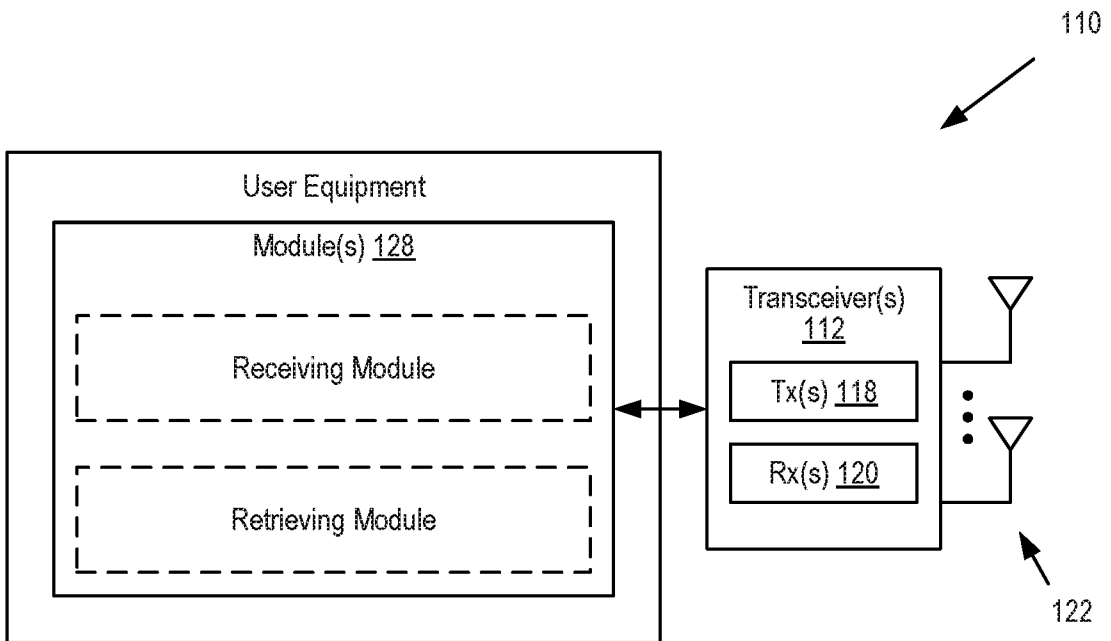 110
User Equipment
Module(s) 128
Receiving Module
Retrieving Module
Transceiver(s)
112
Tx(s) 118
Rx(s) 120
122